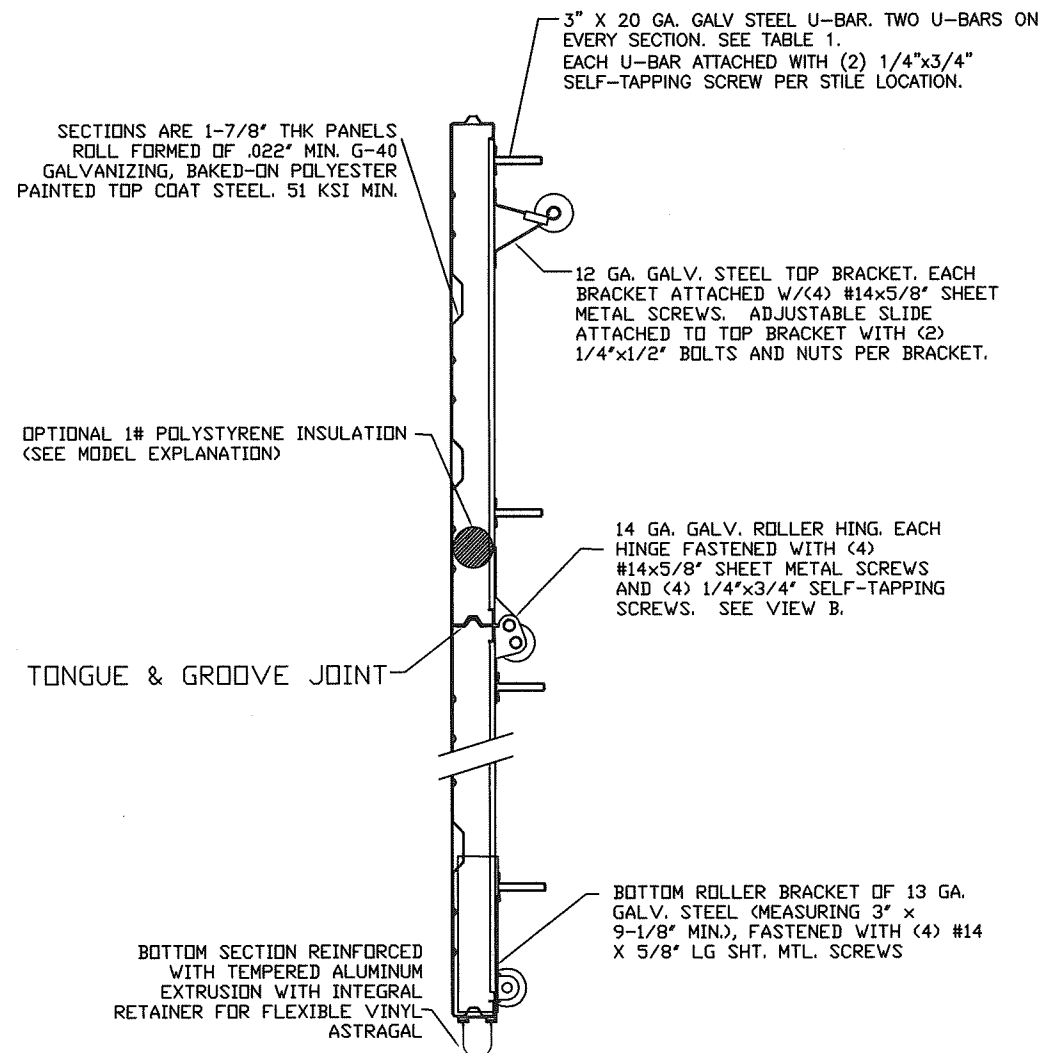 3" X 20 GA. GALV STEEL U-BAR. TWO U-BARS ON
EVERY SECTION. SEE TABLE 1.
EACH U-BAR ATTACHED WITH (2) 1/4"x3/4"
SELF-TAPPING SCREW PER STILE LOCATION.
SECTIONS ARE 1-7/8" THK PANELS
ROLL FORMED OF .022" MIN. G-40
GALVANIZING, BAKED-ON POLYESTER
PAINTED TOP COAT STEEL. 51 KSI MIN.
12 GA. GALV. STEEL TOP BRACKET. EACH
BRACKET ATTACHED W/(4) #14x5/8" SHEET
METAL SCREWS. ADJUSTABLE SLIDE
ATTACHED TO TOP BRACKET WITH (2)
1/4"x1/2" BOLTS AND NUTS PER BRACKET.
OPTIONAL 1# POLYSTYRENE INSULATION
(SEE MODEL EXPLANATION)
14 GA. GALV. ROLLER HING. EACH
HINGE FASTENED WITH (4)
#14x5/8" SHEET METAL SCREWS
AND (4) 1/4"x3/4" SELF-TAPPING
SCREWS. SEE VIEW B.
TONGUE & GROOVE JOINT
BOTTOM ROLLER BRACKET OF 13 GA.
GALV. STEEL (MEASURING 3" x
9-1/8" MIN.), FASTENED WITH (4) #14
X 5/8" LG SHT. MTL. SCREWS
BOTTOM SECTION REINFORCED
WITH TEMPERED ALUMINUM
EXTRUSION WITH INTEGRAL
RETAINER FOR FLEXIBLE VINYL
ASTRAGAL